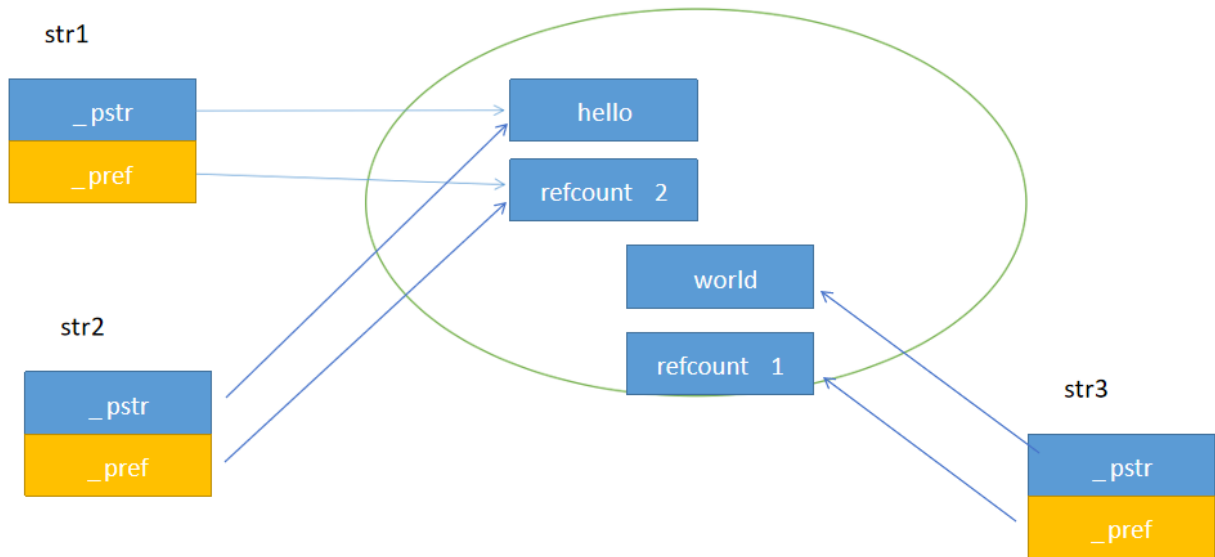 str1
_pstr
_pref
hello
refcount 2
world
refcount 1
str2
_pstr
_pref
str3
_pstr
_pref